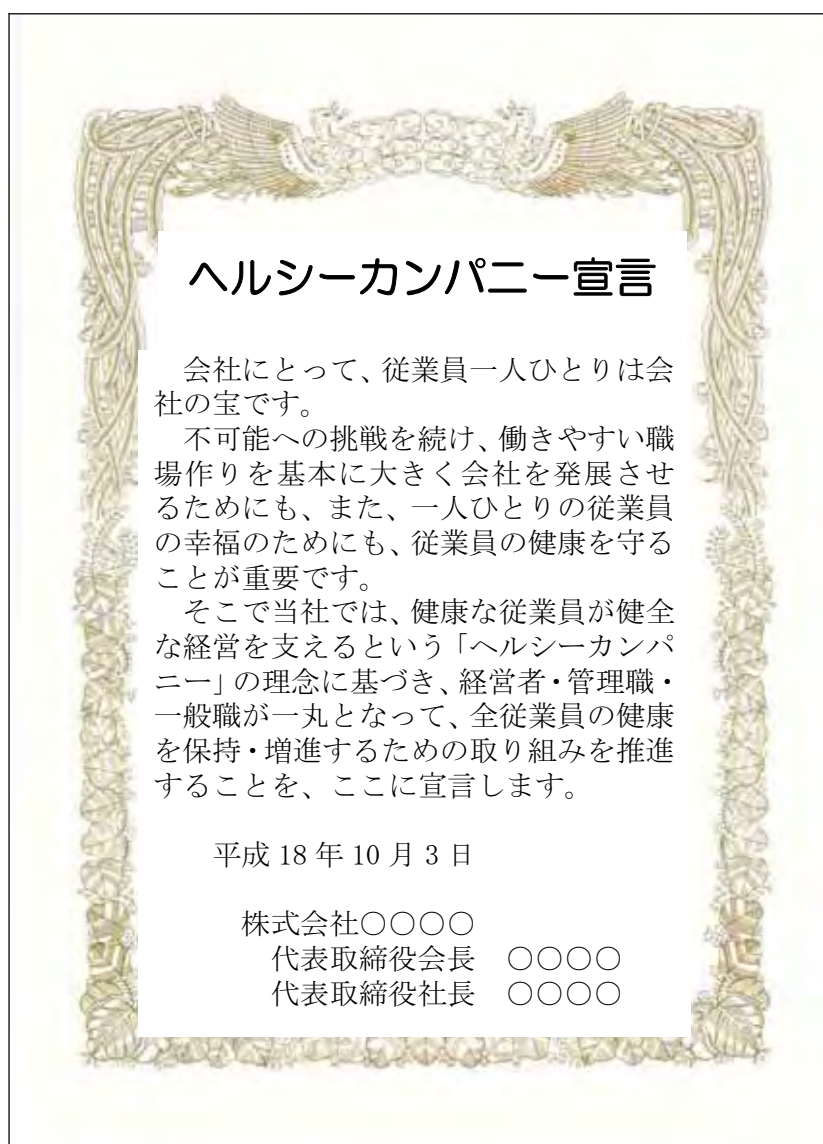 ヘルシーカンパニー宣言
　会社にとって、従業員一人ひとりは会
社の宝です。
　不可能への挑戦を続け、働きやすい職
場作りを基本に大きく会社を発展させ
るためにも、また、一人ひとりの従業員
の幸福のためにも、従業員の健康を守る
ことが重要です。
　そこで当社では、健康な従業員が健全
な経営を支えるという「ヘルシーカンパ
ニー」の理念に基づき、経営者・管理職・
一般職が一丸となって、全従業員の健康
を保持・増進するための取り組みを推進
することを、ここに宣言します。
平成 18 年 10 月 3 日
株式会社○○○○
代表取締役会長　○○○○
代表取締役社長　○○○○